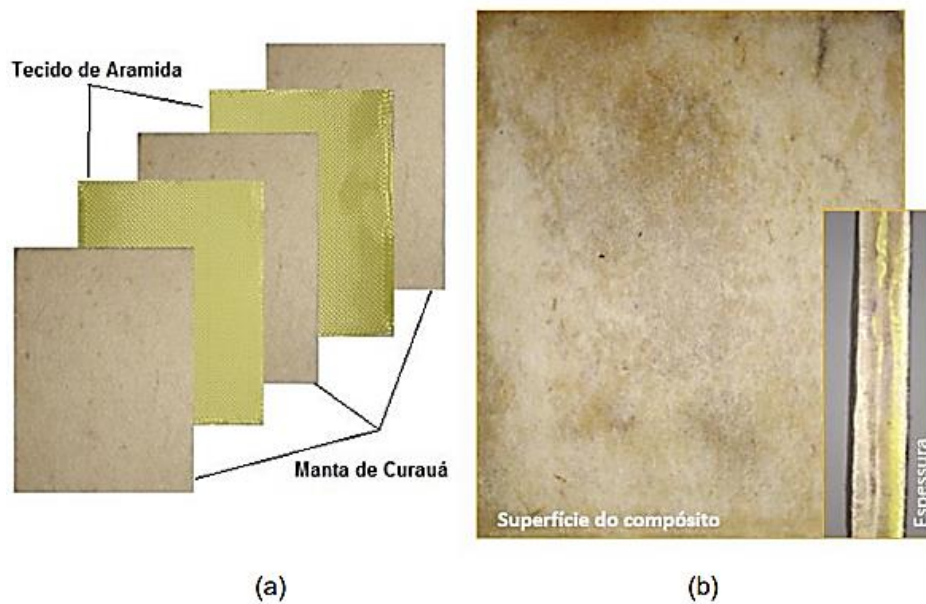 Tecido de Aramida
Manta de Curauá
Superfície do compósito
Espessura
(a)
(b)